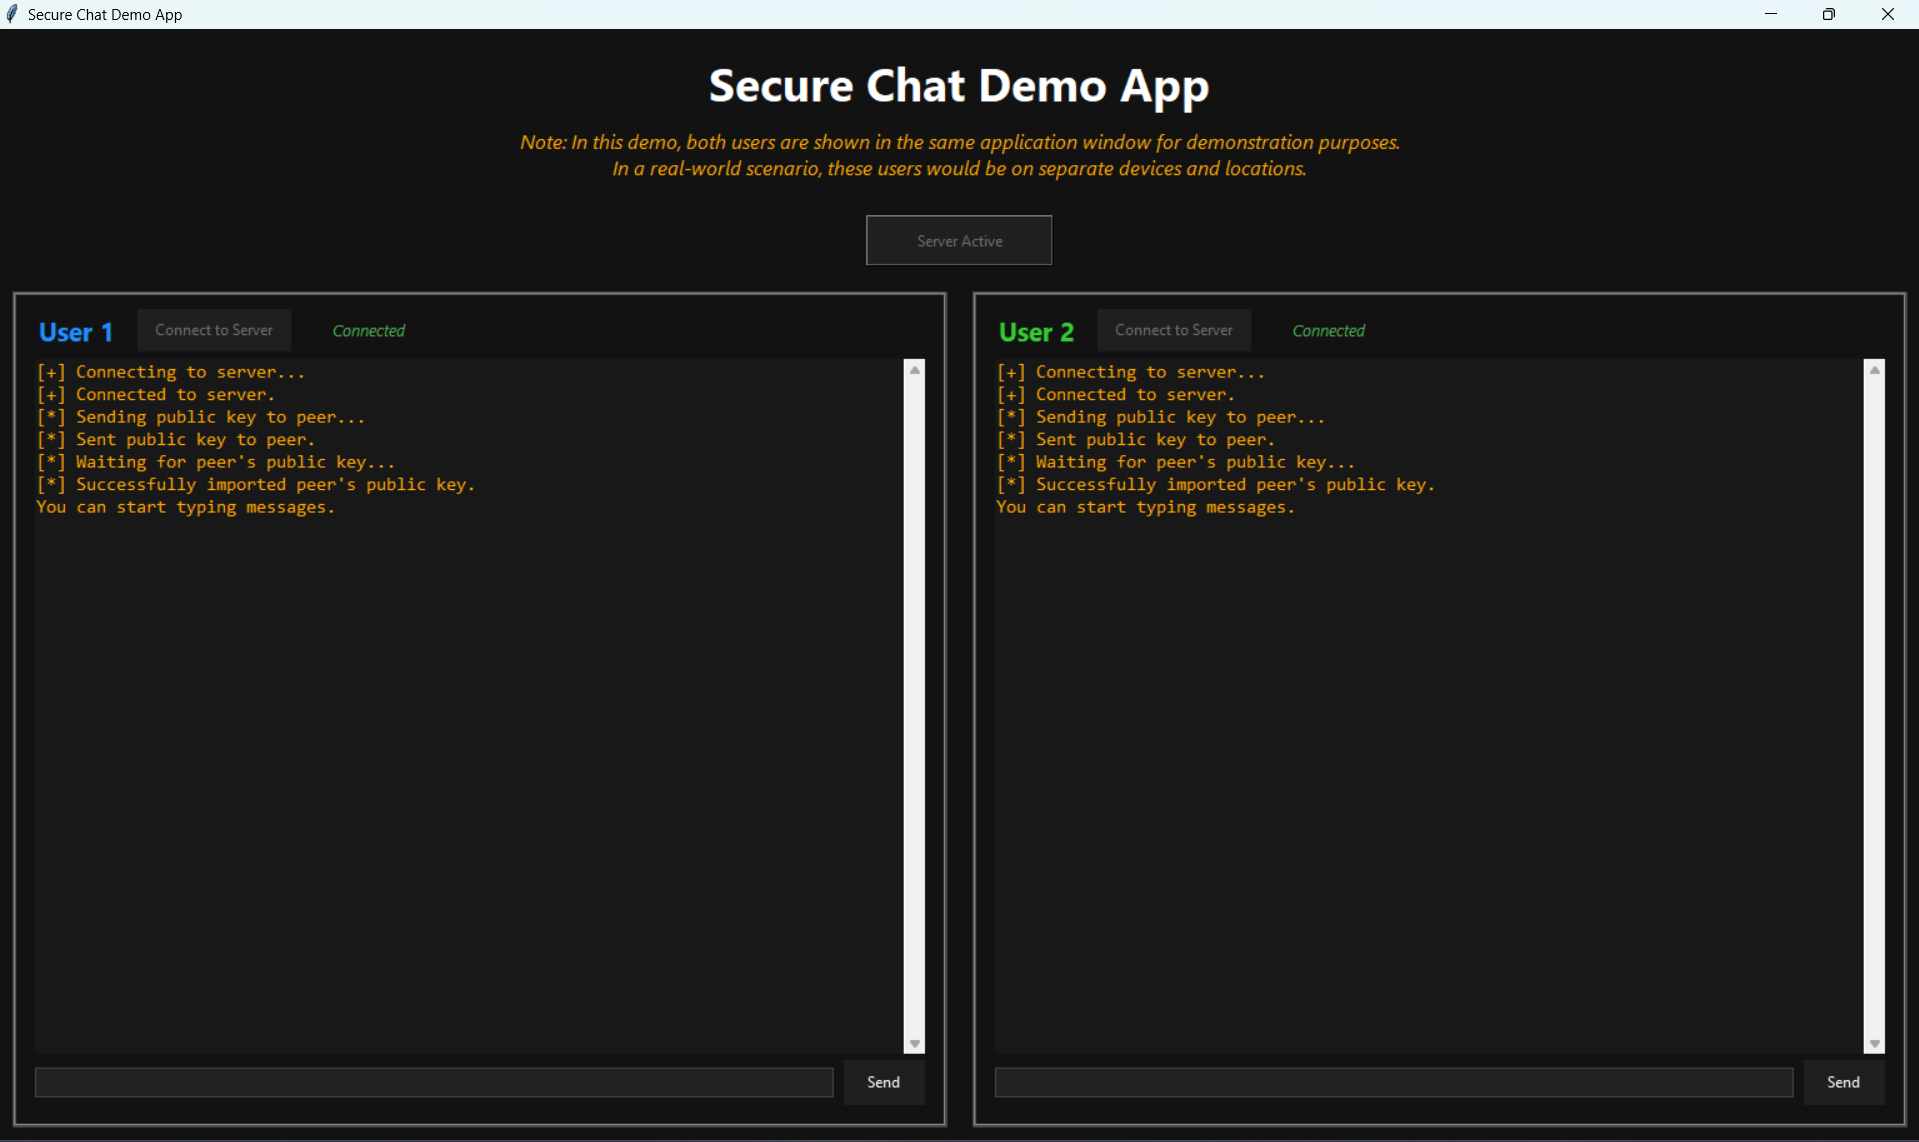 Secure Chat Demo App
Secure Chat Demo App
Note: In this demo, both users are shown in the same application window for demonstration purposes.
In a real-world scenario, these users would be on separate devices and locations.
Server Active
User 1
Connect to Server
Connected
[+] Connecting to server...
[+] Connected to server.
[*] Sending public key to peer...
[*] Sent public key to peer.
[*] Waiting for peer's public key...
[*] Successfully imported peer's public key.
You can start typing messages.
Send
User 2
Connect to Server
Connected
[+] Connecting to server...
[+] Connected to server.
[*] Sending public key to peer...
[*] Sent public key to peer.
[*] Waiting for peer's public key...
[*] Successfully imported peer's public key.
You can start typing messages.
Send